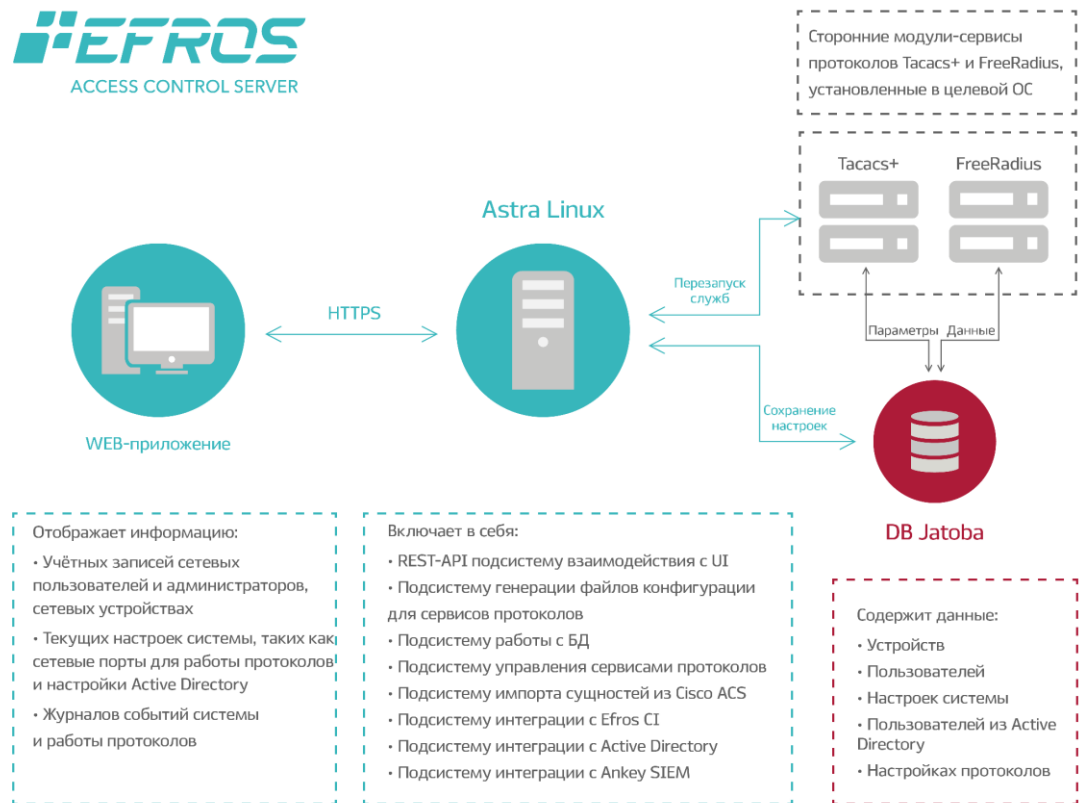 EFROS
ACCESS CONTROL SERVER
Сторонние модули-сервисы
протоколов Tacacs+ и FreeRadius,
установленные в целевой ОС
Tacacs+
FreeRadius
Astra Linux
Перезапуск
служб
HTTPS
Параметры
Данные
Сохранение
настроек
WEB-приложение
DB Jatoba
Отображает информацию:
• Учётных записей сетевых
пользователей и администраторов,
сетевых устройствах
• Текущих настроек системы, таких как
сетевые порты для работы протоколов
и настройки Active Directory
• Журналов событий системы
и работы протоколов
Включает в себя:
• REST-API подсистему взаимодействия с UI
• Подсистему генерации файлов конфигурации
для сервисов протоколов
• Подсистему работы с БД
• Подсистему управления сервисами протоколов
• Подсистему импорта сущностей из Cisco ACS
• Подсистему интеграции с Efros CI
• Подсистему интеграции с Active Directory
• Подсистему интеграции с Ankey SIEM
Содержит данные:
• Устройств
• Пользователей
• Настроек системы
• Пользователей из Active
Directory
• Настройках протоколов